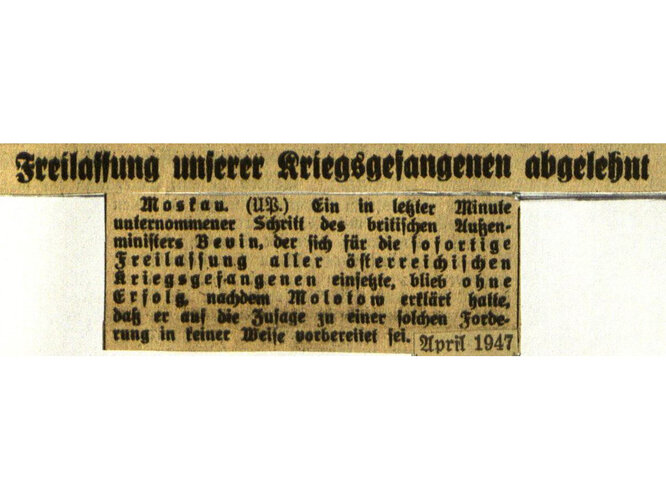 Freilassung unserer Kriegsgefangenen abgelehnt
Moskau. (UP.) Ein in letzter Minute
unternommener Schritt des britischen Außen-
ministers Bevin, der sich für die sofortige
Freilassung aller österreichischen
Kriegsgefangenen einsetzte, blieb ohne
Erfolg, nachdem Molotow erklärt hatte,
daß er auf die Zusage zu einer solchen Forde-
rung in keiner Weise vorbereitet sei.
April 1947